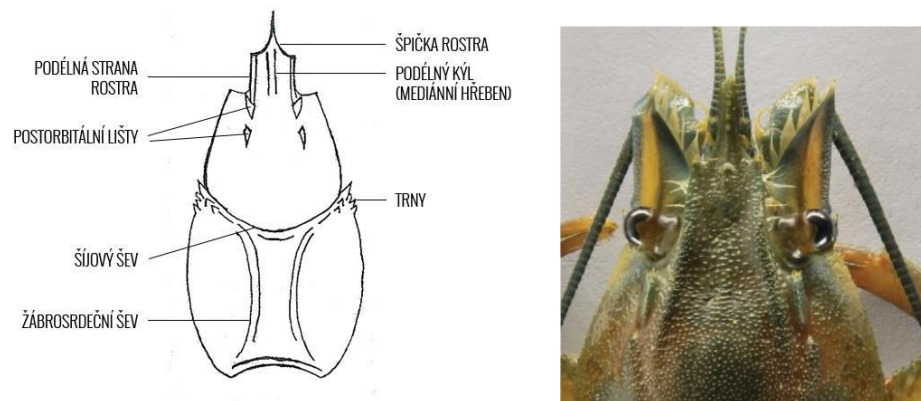 ŠPIČKA ROSTRA
PODÉLNÁ STRANA
ROSTRA
PODÉLNÝ KÝL
(MEDIÁNNÍ HŘEBEN)
POSTORBITÁLNÍ LIŠTY
TRNY
ŠÍJOVÝ ŠEV
ŽÁBROSRDEČNÍ ŠEV